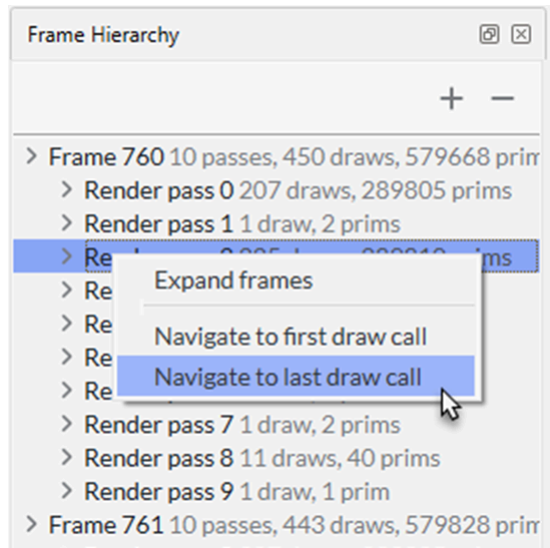 Frame Hierarchy
Frame 760 10 passes, 450 draws, 579668 prim
Render pass 0 207 draws, 289805 prims
Render pass 1 1 draw, 2 prims
Expand frames
Navigate to first draw call
Navigate to last draw call
Render pass 7 1 draw, 2 prims
Render pass 8 11 draws, 40 prims
Render pass 9 1 draw, 1 prim
Frame 761 10 passes, 443 draws, 579828 prim